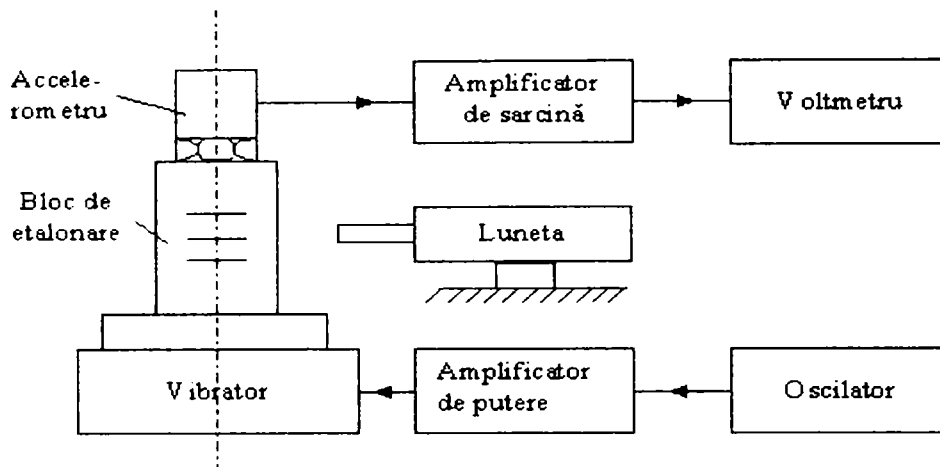 Accele-
rometru
Amplificator
de sarcină
Voltmetru
Bloc de
etalonare
Luneta
Vibrator
Amplificator
de putere
Oscilator